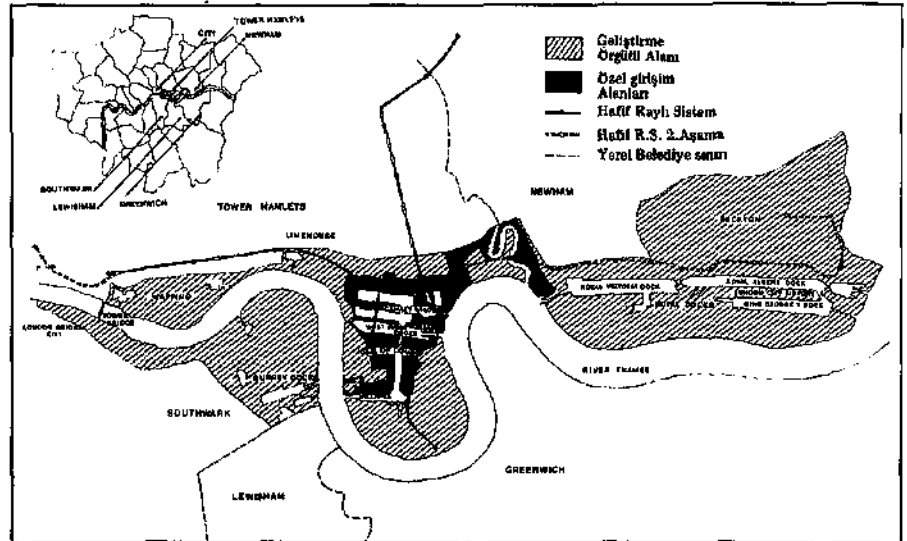 CITY
TOWER HAMLETS
NEWHAM
SOUTHWARK
LEWISHAM
GREENWICH
Geliştirme
Örgütü Alanı
Özel girişim
Alanları
Hafif Raylı Sistem
Hafif R.S. 2.Aşama
Yerel Belediye sınırı
TOWER HAMLETS
NEWHAM
LIMEHOUSE
BECKTON
WAPPING
ROYAL VICTORIA DOCK
ROYAL ALBERT DOCK
KING GEORGE V DOCK
ROYAL DOCKS
LONDON BRIDGE
CITY
TOWER
BRIDGE
SURREY DOCKS
RIVER THAMES
SOUTHWARK
GREENWICH
LEWISHAM